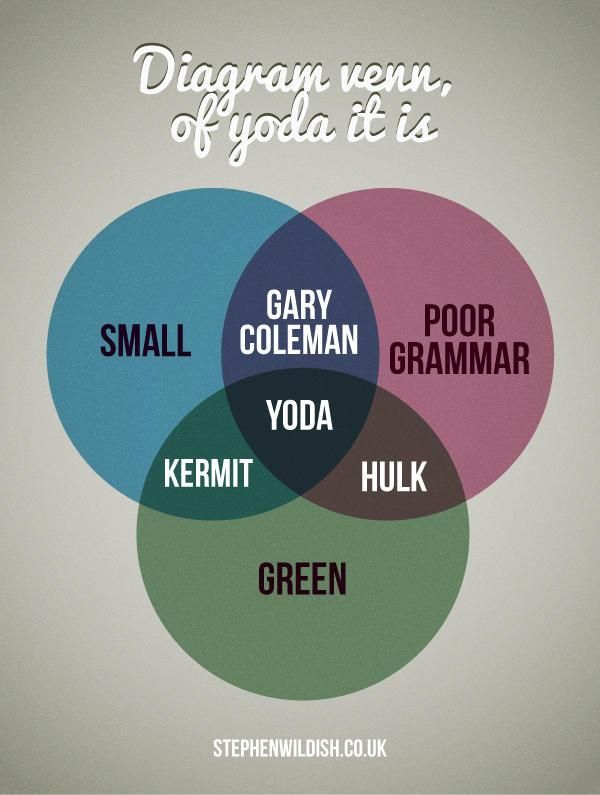 Diagram venn,
of yoda it is
GARY
COLEMAN
SMALL
POOR
GRAMMAR
YODA
KERMIT
HULK
GREEN
STEPHENWILDISH.CO.UK